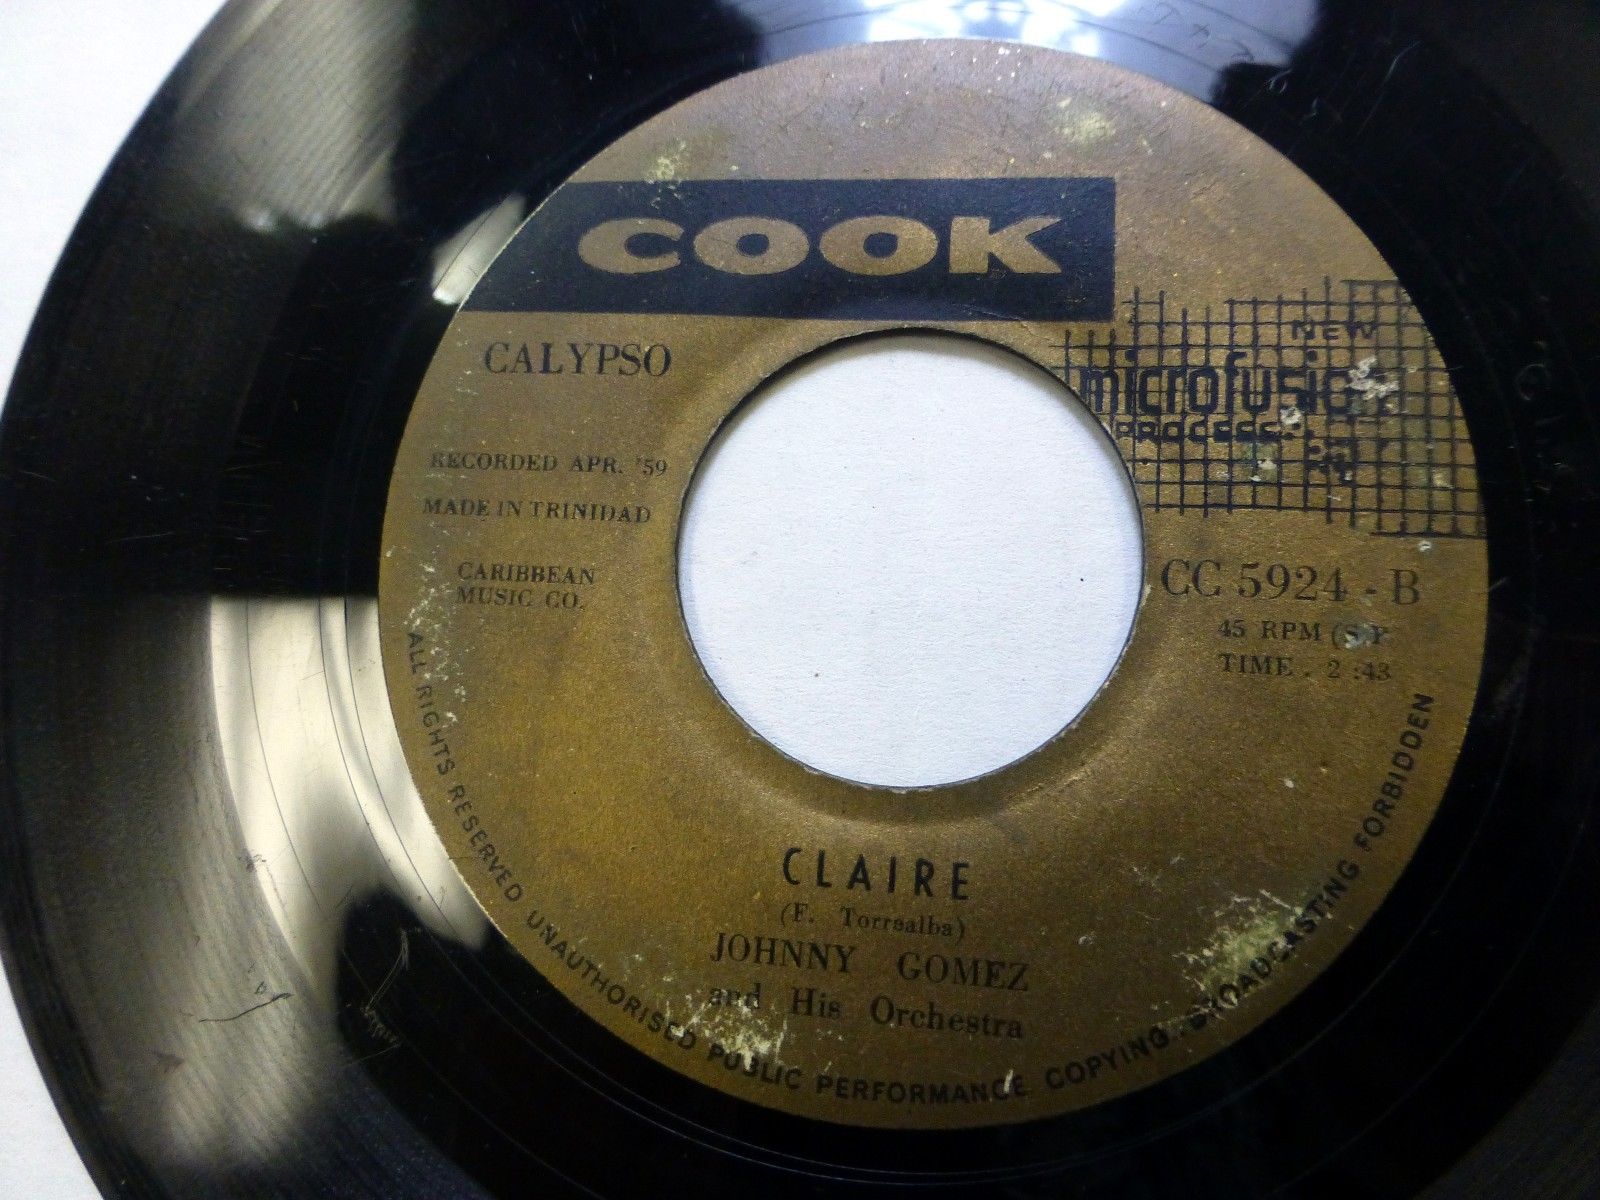 COOK
CALYPSO
NEW
microfusion
PROCESS
RECORDED APR. '59
MADE IN TRINIDAD
CARIBBEAN
MUSIC CO.
CC 5924 - B
45 RPM
TIME . 2 :43
CLAIRE
(F. Torrealba)
JOHNNY GOMEZ
and His Orchestra
ALL RIGHTS RESERVED UNAUTHORISED PUBLIC PERFORMANCE COPYING. BROADCASTING FORBIDDEN